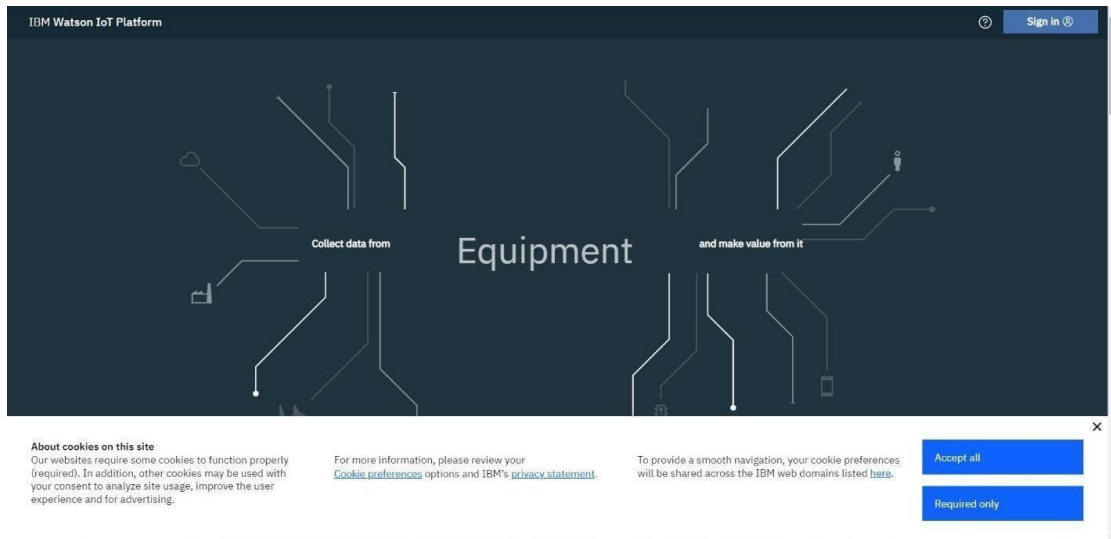 IBM Watson IoT Platform
Sign in
Collect data from
Equipment
and make value from it
About cookies on this site
Our websites require some cookies to function properly
(required). In addition, other cookies may be used with
your consent to analyze site usage, improve the user
experience and for advertising.
For more information, please review your
Cookie preferences options and IBM's privacy statement.
To provide a smooth navigation, your cookie preferences
will be shared across the IBM web domains listed here.
Accept all
Required only